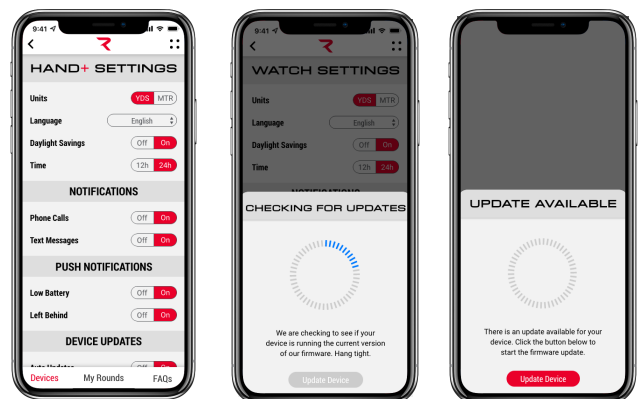 9:41
HAND+ SETTINGS
Units YDS MTR
Language English
Daylight Savings Off On
Time 12h 24h
NOTIFICATIONS
Phone Calls Off On
Text Messages Off On
PUSH NOTIFICATIONS
Low Battery Off On
Left Behind Off On
DEVICE UPDATES
Auto Updates Off On
Devices My Rounds FAQs
9:41
WATCH SETTINGS
Units YDS MTR
Language English
Daylight Savings Off On
Time 12h 24h
NOTIFICATIONS
CHECKING FOR UPDATES
We are checking to see if your
device is running the current version
of our firmware. Hang tight.
Update Device
UPDATE AVAILABLE
There is an update available for your
device. Click the button below to
start the firmware update.
Update Device